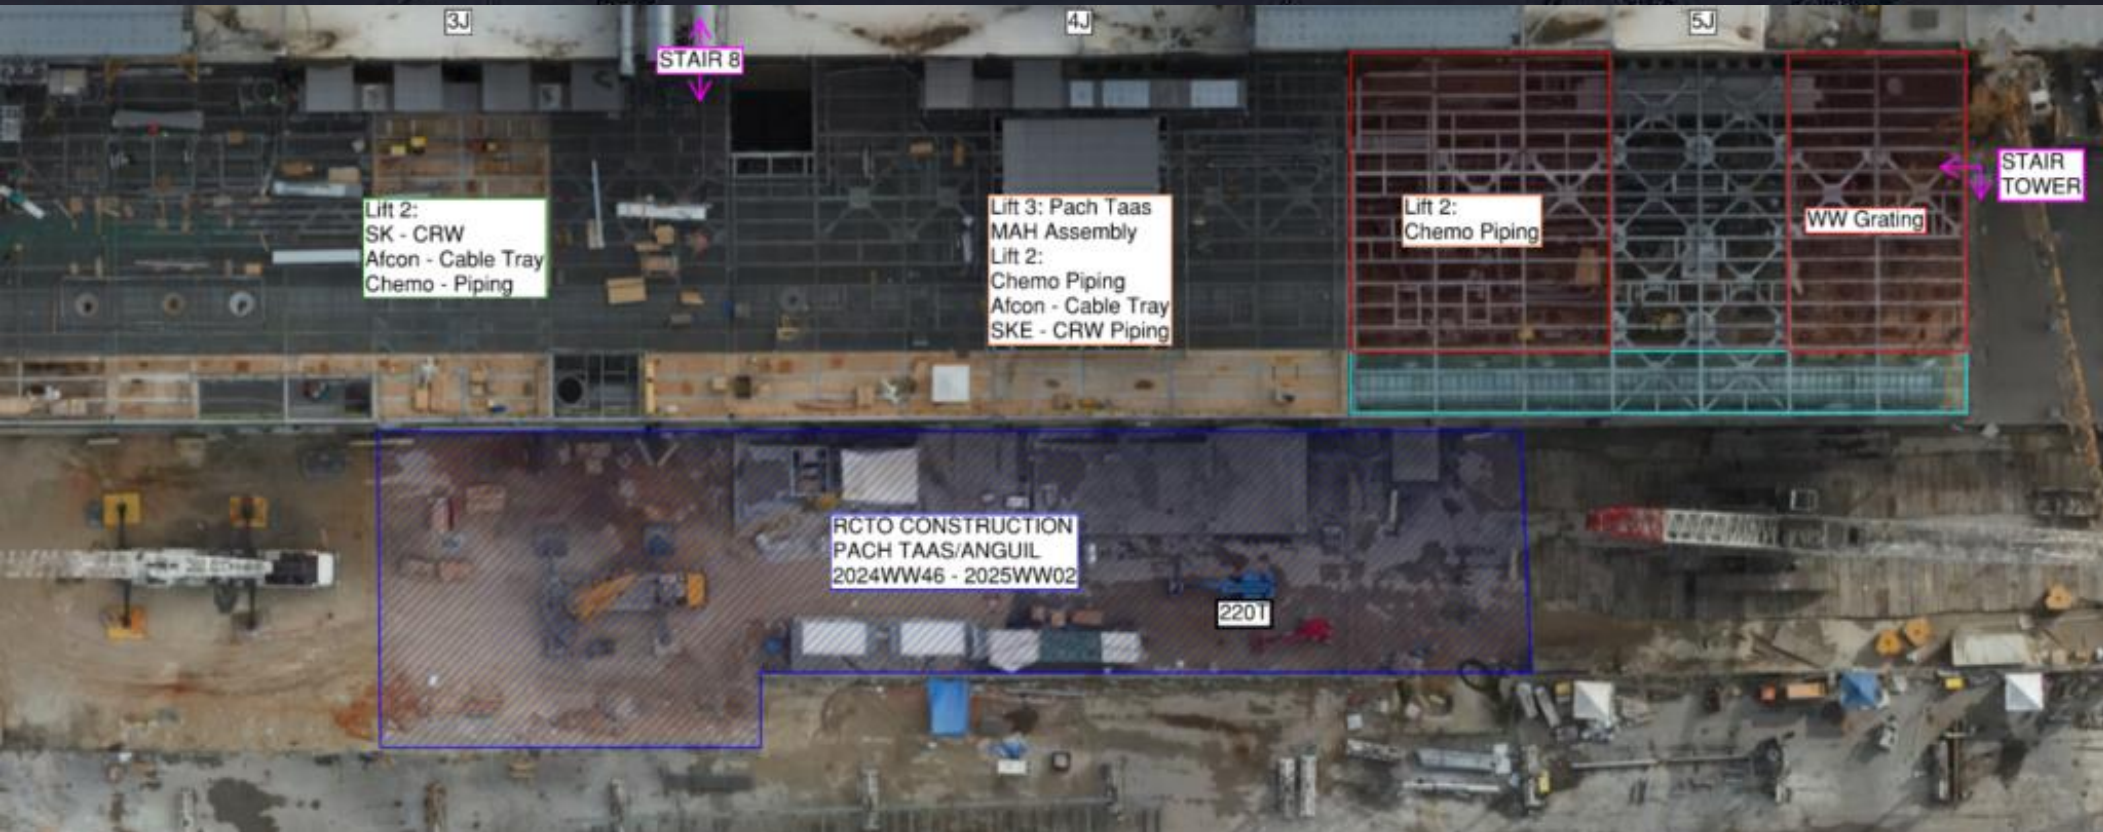 3J
4J
5J
STAIR 8
STAIR
TOWER
Lift 2:
SK - CRW
Afcon - Cable Tray
Chemo - Piping
Lift 3: Pach Taas
MAH Assembly
Lift 2:
Chemo Piping
Afcon - Cable Tray
SKE - CRW Piping
Lift 2:
Chemo Piping
WW Grating
RCTO CONSTRUCTION
PACH TAAS/ANGUIL
2024WW46 - 2025WW02
220T